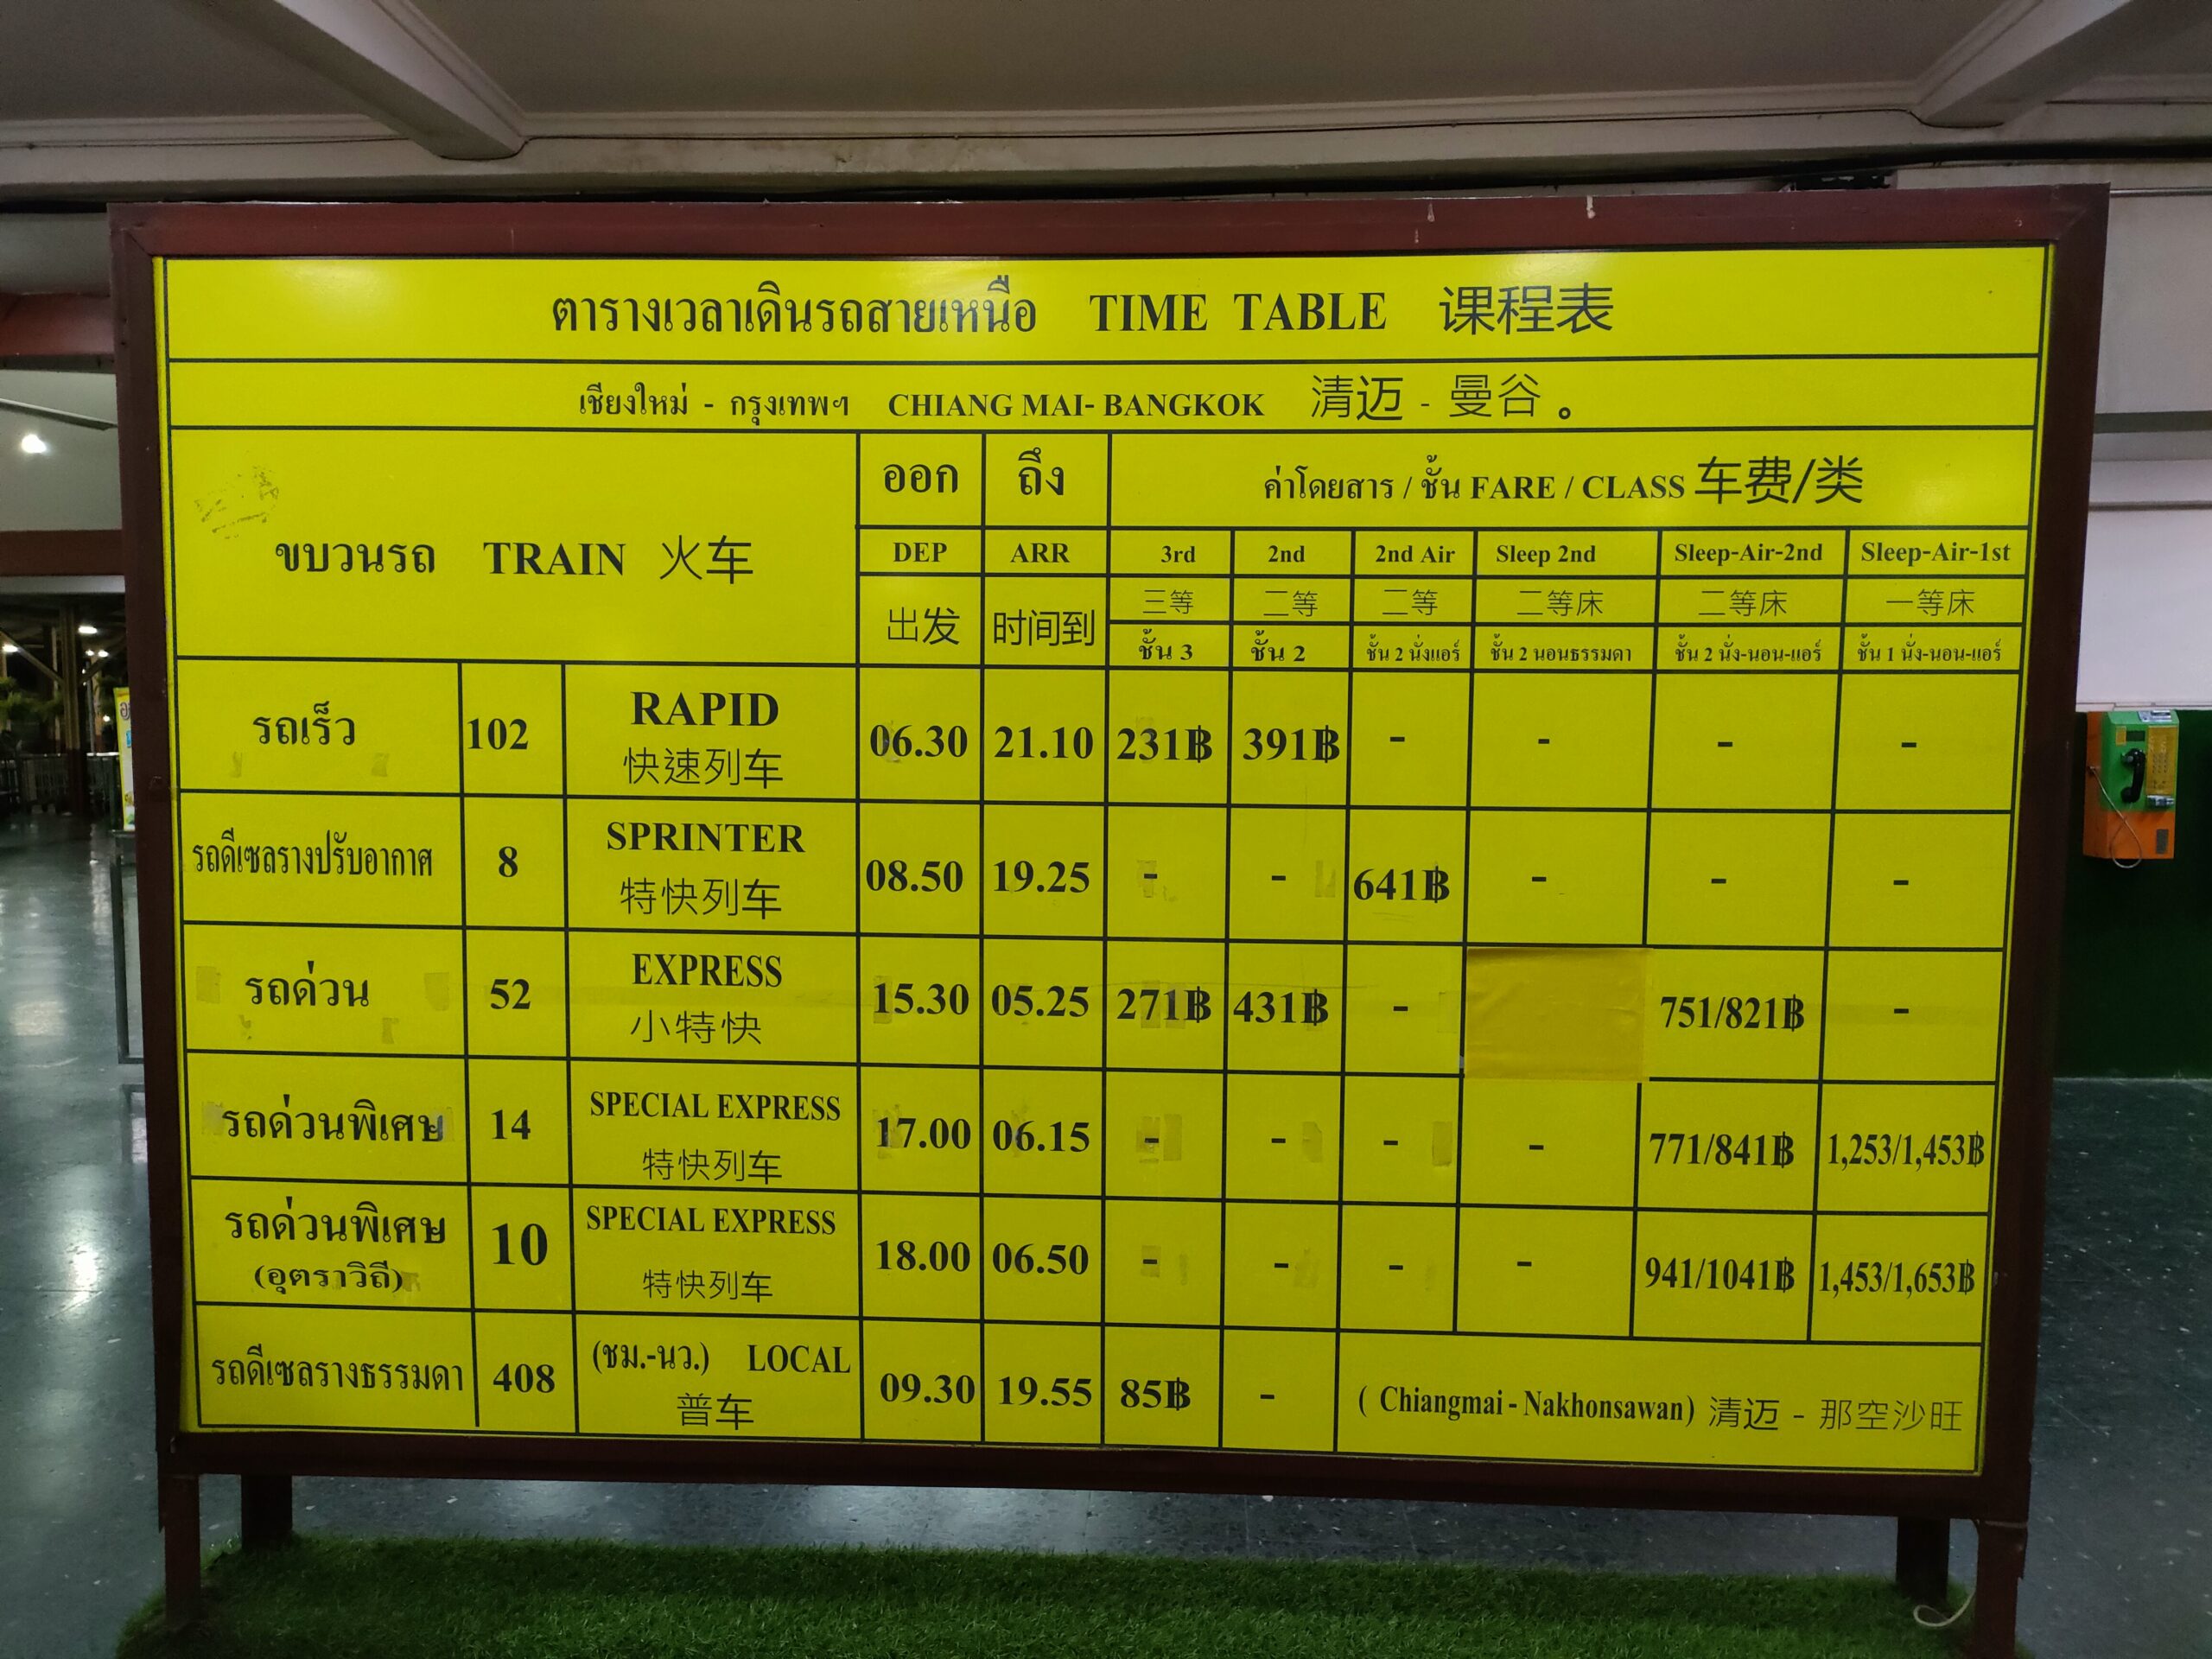 ตารางเวลาเดินรถสายเหนือ TIME TABLE 课程表
เชียงใหม่ - กรุงเทพฯ CHIANG MAI- BANGKOK 清迈 - 曼谷 。
ขบวนรถ TRAIN 火车
ออก ถึง ค่าโดยสาร / ชั้น FARE / CLASS 车费/类
DEP ARR 3rd 2nd 2nd Air Sleep 2nd Sleep-Air-2nd Sleep-Air-1st
出发 时间到 三等 二等 二等 二等床 二等床 一等床
ชั้น 3 ชั้น 2 ชั้น 2 นั่งแอร์ ชั้น 2 นอนธรรมดา ชั้น 2 นั่ง-นอน-แอร์ ชั้น 1 นั่ง-นอน-แอร์
รถเร็ว 102 RAPID 快速列车 06.30 21.10 231฿ 391฿ - - - -
รถดีเซลรางปรับอากาศ 8 SPRINTER 特快列车 08.50 19.25 - - 641฿ - - -
รถด่วน 52 EXPRESS 小特快 15.30 05.25 271฿ 431฿ - 751/821฿ -
รถด่วนพิเศษ 14 SPECIAL EXPRESS 特快列车 17.00 06.15 - - - - 771/841฿ 1,253/1,453฿
รถด่วนพิเศษ (อุตราวิถี) 10 SPECIAL EXPRESS 特快列车 18.00 06.50 - - - - 941/1041฿ 1,453/1,653฿
รถดีเซลรางธรรมดา 408 (ชม.-นว.) LOCAL 普车 09.30 19.55 85฿ - ( Chiangmai - Nakhonsawan) 清迈 - 那空沙旺